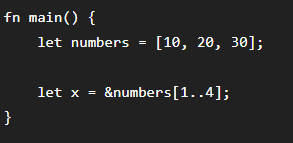 fn main() {
    let numbers = [10, 20, 30];
    let x = &numbers[1..4];
}